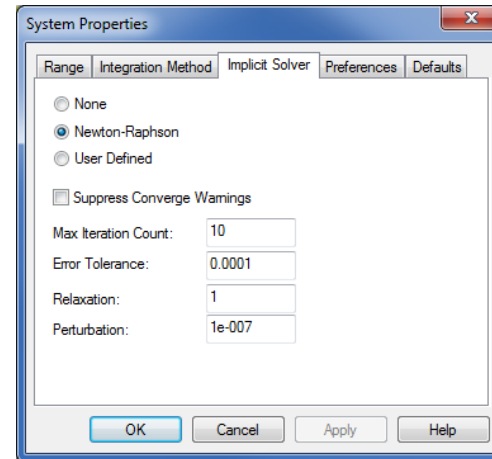 System Properties
Range Integration Method Implicit Solver Preferences Defaults
None
Newton-Raphson
User Defined
Suppress Converge Warnings
Max Iteration Count: 10
Error Tolerance: 0.0001
Relaxation: 1
Perturbation: 1e-007
OK Cancel Apply Help